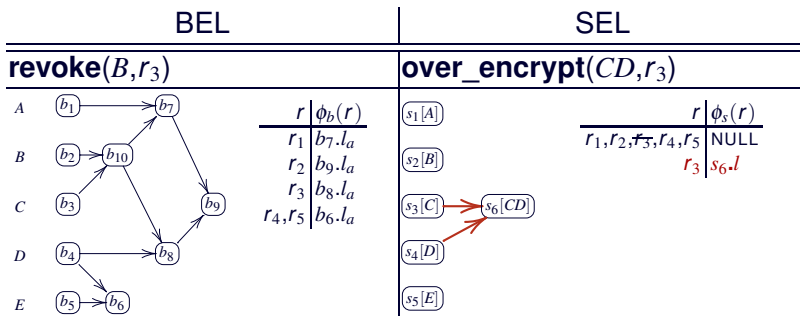 BEL SEL
revoke(B,r3) over_encrypt(CD,r3)
A b1 b7 r ϕb(r) s1[A] r ϕs(r)
r1 b7.la r1,r2,r3,r4,r5 NULL
B b2 b10 r2 b9.la s2[B] r3 s6.l
r3 b8.la
C b3 b9 r4,r5 b6.la s3[C] s6[CD]
D b4 b8 s4[D]
E b5 b6 s5[E]